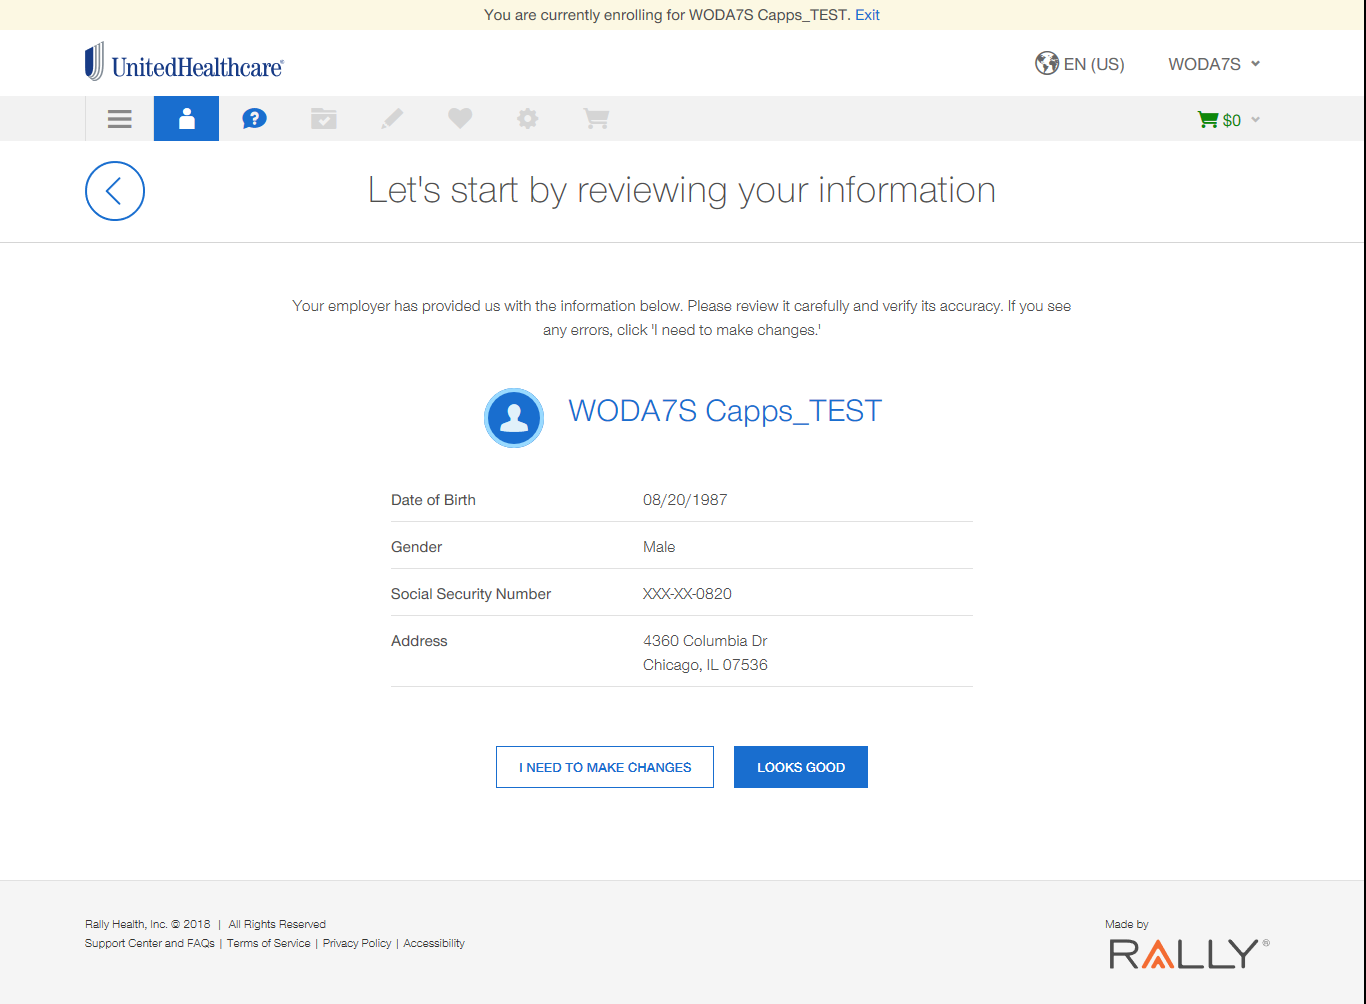 You are currently enrolling for WODA7S Capps_TEST. Exit
UnitedHealthcare®
EN (US)
WODA7S
?
$0
Let's start by reviewing your information
Your employer has provided us with the information below. Please review it carefully and verify its accuracy. If you see
any errors, click 'I need to make changes.'
WODA7S Capps_TEST
Date of Birth 08/20/1987
Gender Male
Social Security Number XXX-XX-0820
Address 4360 Columbia Dr
Chicago, IL 07536
I NEED TO MAKE CHANGES
LOOKS GOOD
Rally Health, Inc. © 2018 | All Rights Reserved
Support Center and FAQs | Terms of Service | Privacy Policy | Accessibility
Made by
RALLY®